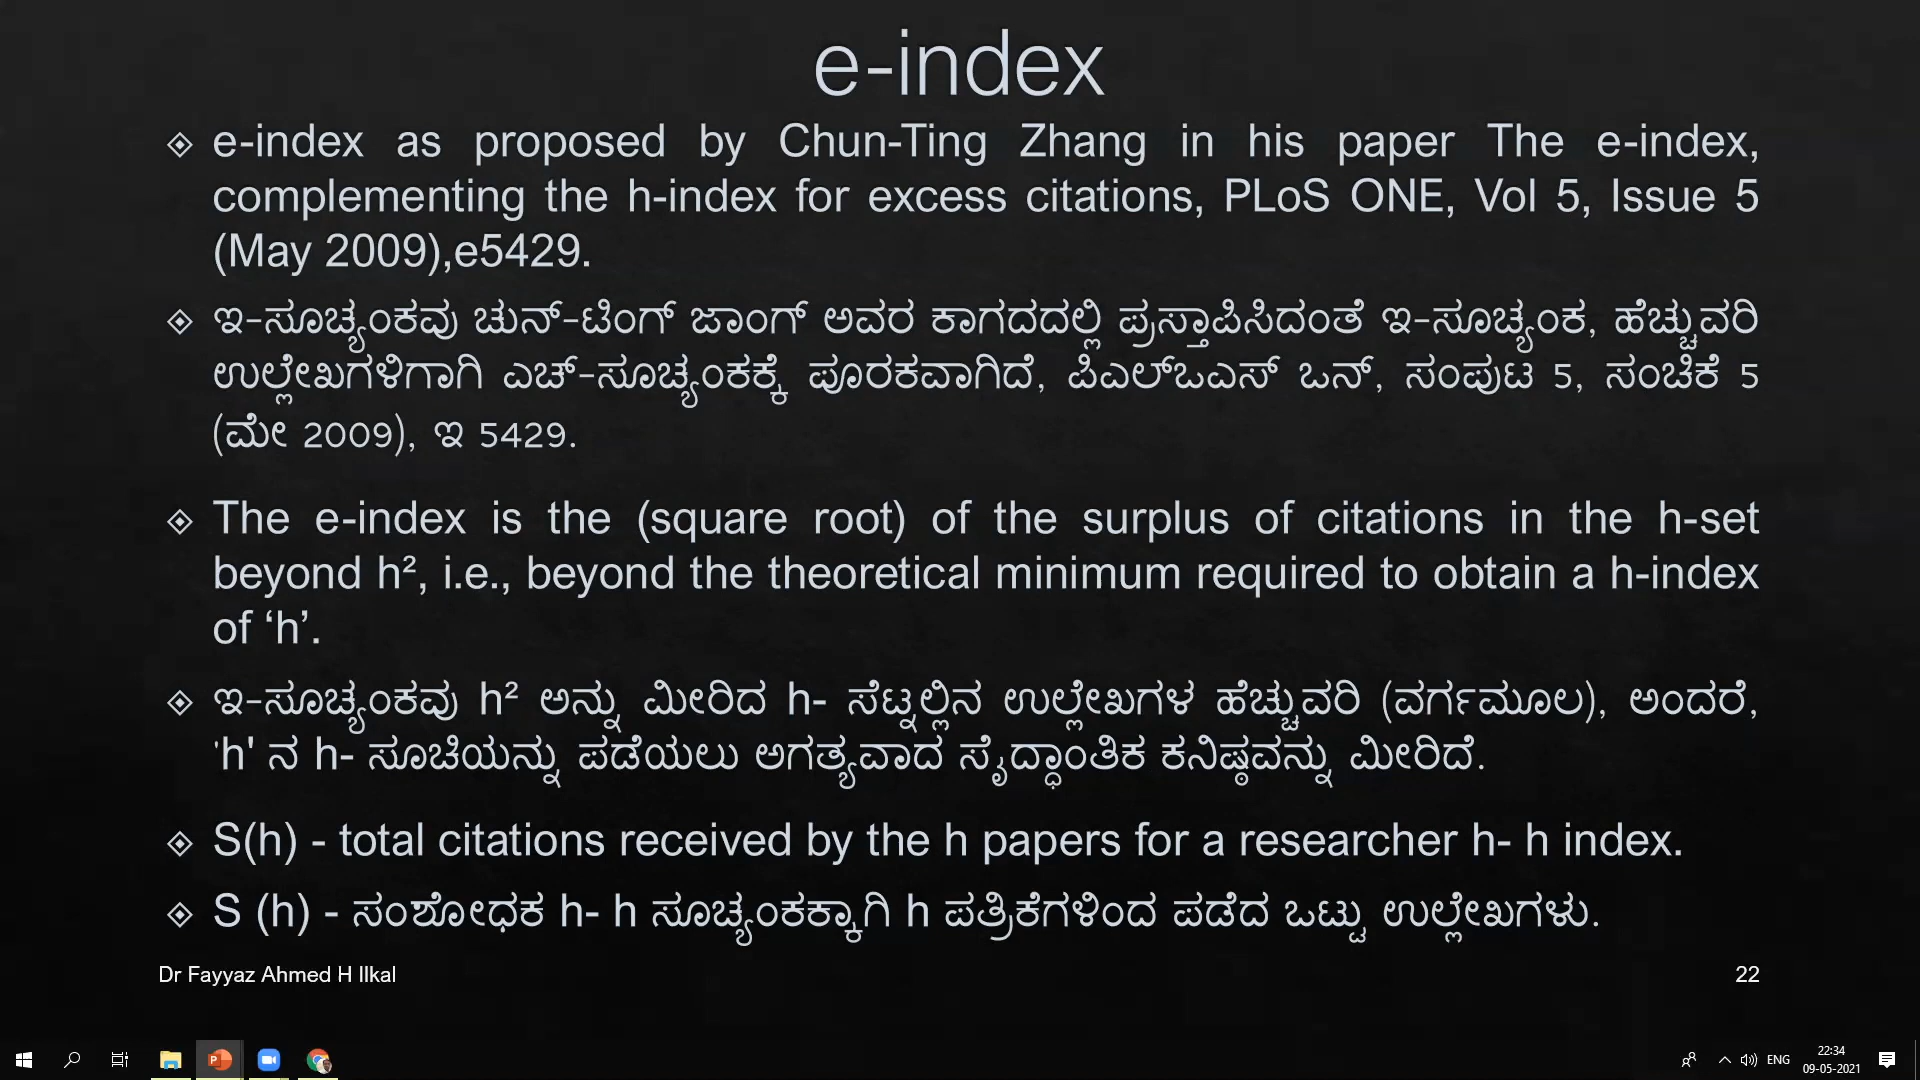 e-index
e-index as proposed by Chun-Ting Zhang in his paper The e-index,
complementing the h-index for excess citations, PLoS ONE, Vol 5, Issue 5
(May 2009),e5429.
ಇ-ಸೂಚ್ಯಂಕವು ಚುನ್-ಟಿಂಗ್ ಜಾಂಗ್ ಅವರ ಕಾಗದದಲ್ಲಿ ಪ್ರಸ್ತಾಪಿಸಿದಂತೆ ಇ-ಸೂಚ್ಯಂಕ, ಹೆಚ್ಚುವರಿ
ಉಲ್ಲೇಖಗಳಿಗಾಗಿ ಎಚ್-ಸೂಚ್ಯಂಕಕ್ಕೆ ಪೂರಕವಾಗಿದೆ, ಪಿಎಲ್ಒಎಸ್ ಒನ್, ಸಂಪುಟ 5, ಸಂಚಿಕೆ 5
(ಮೇ 2009), ಇ 5429.
The e-index is the (square root) of the surplus of citations in the h-set
beyond h², i.e., beyond the theoretical minimum required to obtain a h-index
of ‘h’.
ಇ-ಸೂಚ್ಯಂಕವು h² ಅನ್ನು ಮೀರಿದ h- ಸೆಟ್ನಲ್ಲಿನ ಉಲ್ಲೇಖಗಳ ಹೆಚ್ಚುವರಿ (ವರ್ಗಮೂಲ), ಅಂದರೆ,
'h' ನ h- ಸೂಚಿಯನ್ನು ಪಡೆಯಲು ಅಗತ್ಯವಾದ ಸೈದ್ಧಾಂತಿಕ ಕನಿಷ್ಠವನ್ನು ಮೀರಿದೆ.
S(h) - total citations received by the h papers for a researcher h- h index.
S (h) - ಸಂಶೋಧಕ h- h ಸೂಚ್ಯಂಕಕ್ಕಾಗಿ h ಪತ್ರಿಕೆಗಳಿಂದ ಪಡೆದ ಒಟ್ಟು ಉಲ್ಲೇಖಗಳು.
Dr Fayyaz Ahmed H Ilkal
22
ENG
22:34
09-05-2021